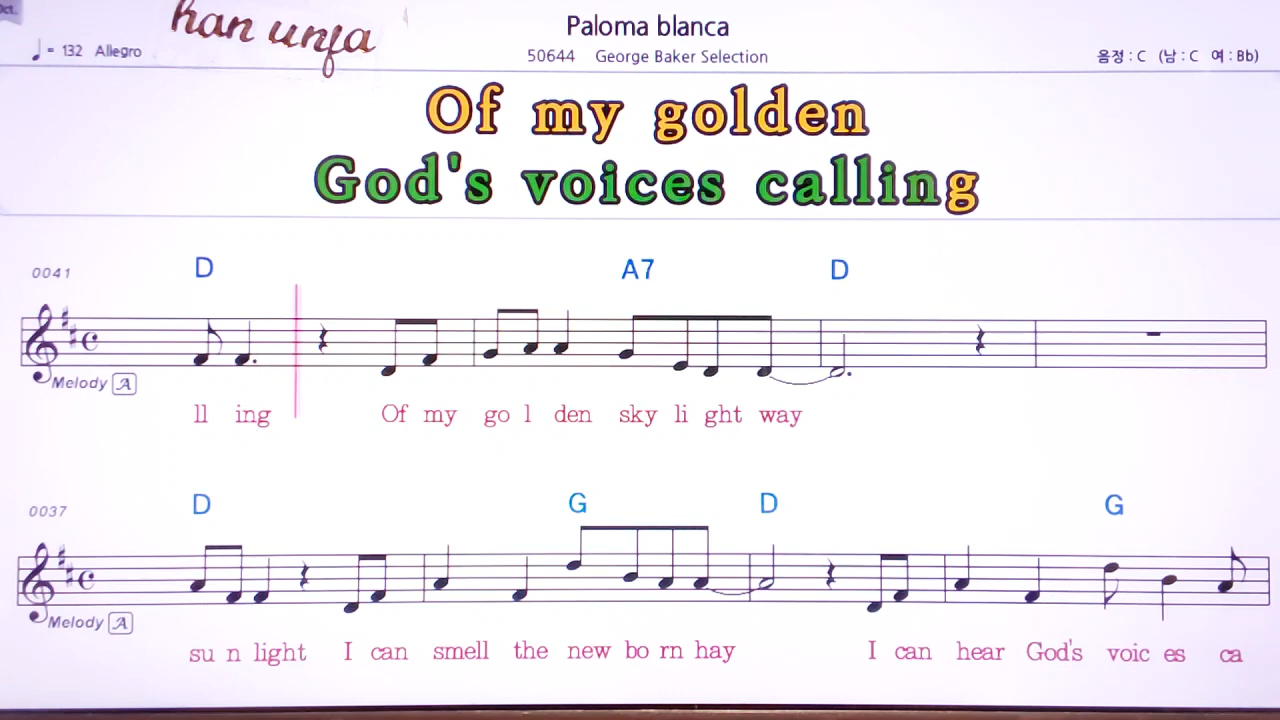 Oct.
han unja
Paloma blanca
♩ = 132 Allegro
50644 George Baker Selection
음정 : C (남 : C 여 : Bb)
Of my golden
God's voices calling
0041
D A7 D
Melody A
ll ing Of my go l den sky li ght way
0037
D G D G
Melody A
su n light I can smell the new bo rn hay I can hear God's voic es ca